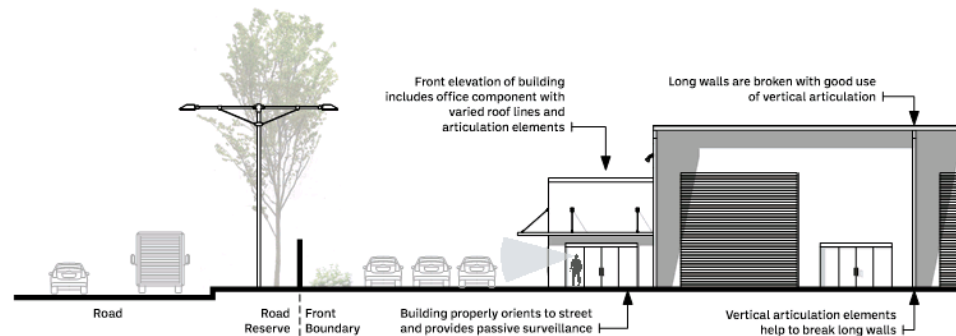 Front elevation of building
includes office component with
varied roof lines and
articulation elements
Long walls are broken with good use
of vertical articulation
Road
Road
Reserve
Front
Boundary
Building properly orients to street
and provides passive surveillance
Vertical articulation elements
help to break long walls